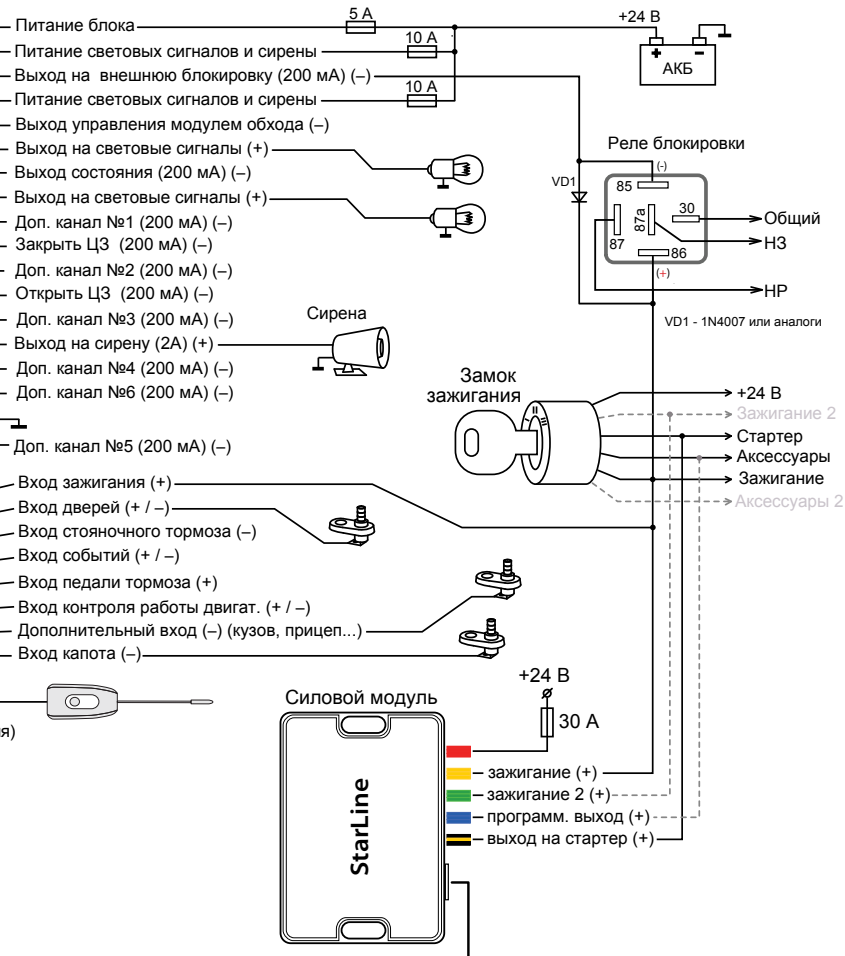 5 А
+24 В
Питание блока
10 А
Питание световых сигналов и сирены
+ −
АКБ
Выход на внешнюю блокировку (200 мА) (–)
10 А
Питание световых сигналов и сирены
Выход управления модулем обхода (–)
Реле блокировки
Выход на световые сигналы (+)
(-)
Выход состояния (200 мА) (–)
VD1
85
Выход на световые сигналы (+)
30
87a
Общий
Доп. канал №1 (200 мА) (–)
87
НЗ
Закрыть ЦЗ (200 мА) (–)
86
Доп. канал №2 (200 мА) (–)
(+)
Открыть ЦЗ (200 мА) (–)
НР
Доп. канал №3 (200 мА) (–)
Сирена
VD1 - 1N4007 или аналоги
Выход на сирену (2А) (+)
Доп. канал №4 (200 мА) (–)
Доп. канал №6 (200 мА) (–)
Замок
зажигания
I II III
+24 В
Зажигание 2
Стартер
Аксессуары
Зажигание
Аксессуары 2
Доп. канал №5 (200 мА) (–)
Вход зажигания (+)
Вход дверей (+ / –)
Вход стояночного тормоза (–)
Вход событий (+ / –)
Вход педали тормоза (+)
Вход контроля работы двигат. (+ / –)
Дополнительный вход (–) (кузов, прицеп...)
Вход капота (–)
я)
Силовой модуль
+24 В
30 А
StarLine
зажигание (+)
зажигание 2 (+)
программ. выход (+)
выход на стартер (+)